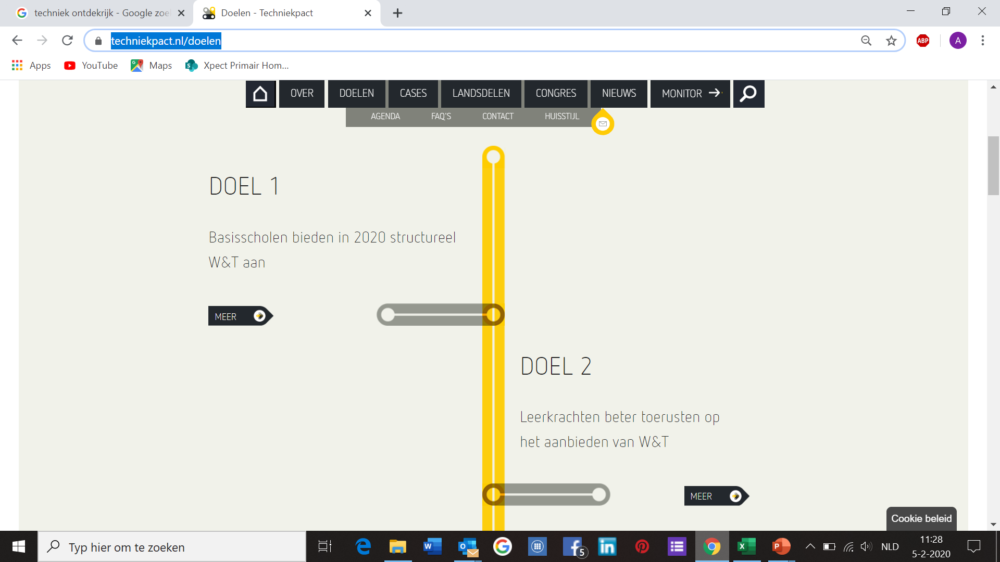 techniek ontdekrijk - Google zoe
Doelen - Techniekpact
techniekpact.nl/doelen
ABP
A
Apps
YouTube
Maps
Xpect Primair Hom...
OVER
DOELEN
CASES
LANDSDELEN
CONGRES
NIEUWS
MONITOR
AGENDA
FAQ'S
CONTACT
HUISSTIJL
DOEL 1
Basisscholen bieden in 2020 structureel
W&T aan
MEER
DOEL 2
Leerkrachten beter toerusten op
het aanbieden van W&T
MEER
Cookie beleid
Typ hier om te zoeken
5
NLD
11:28
5-2-2020